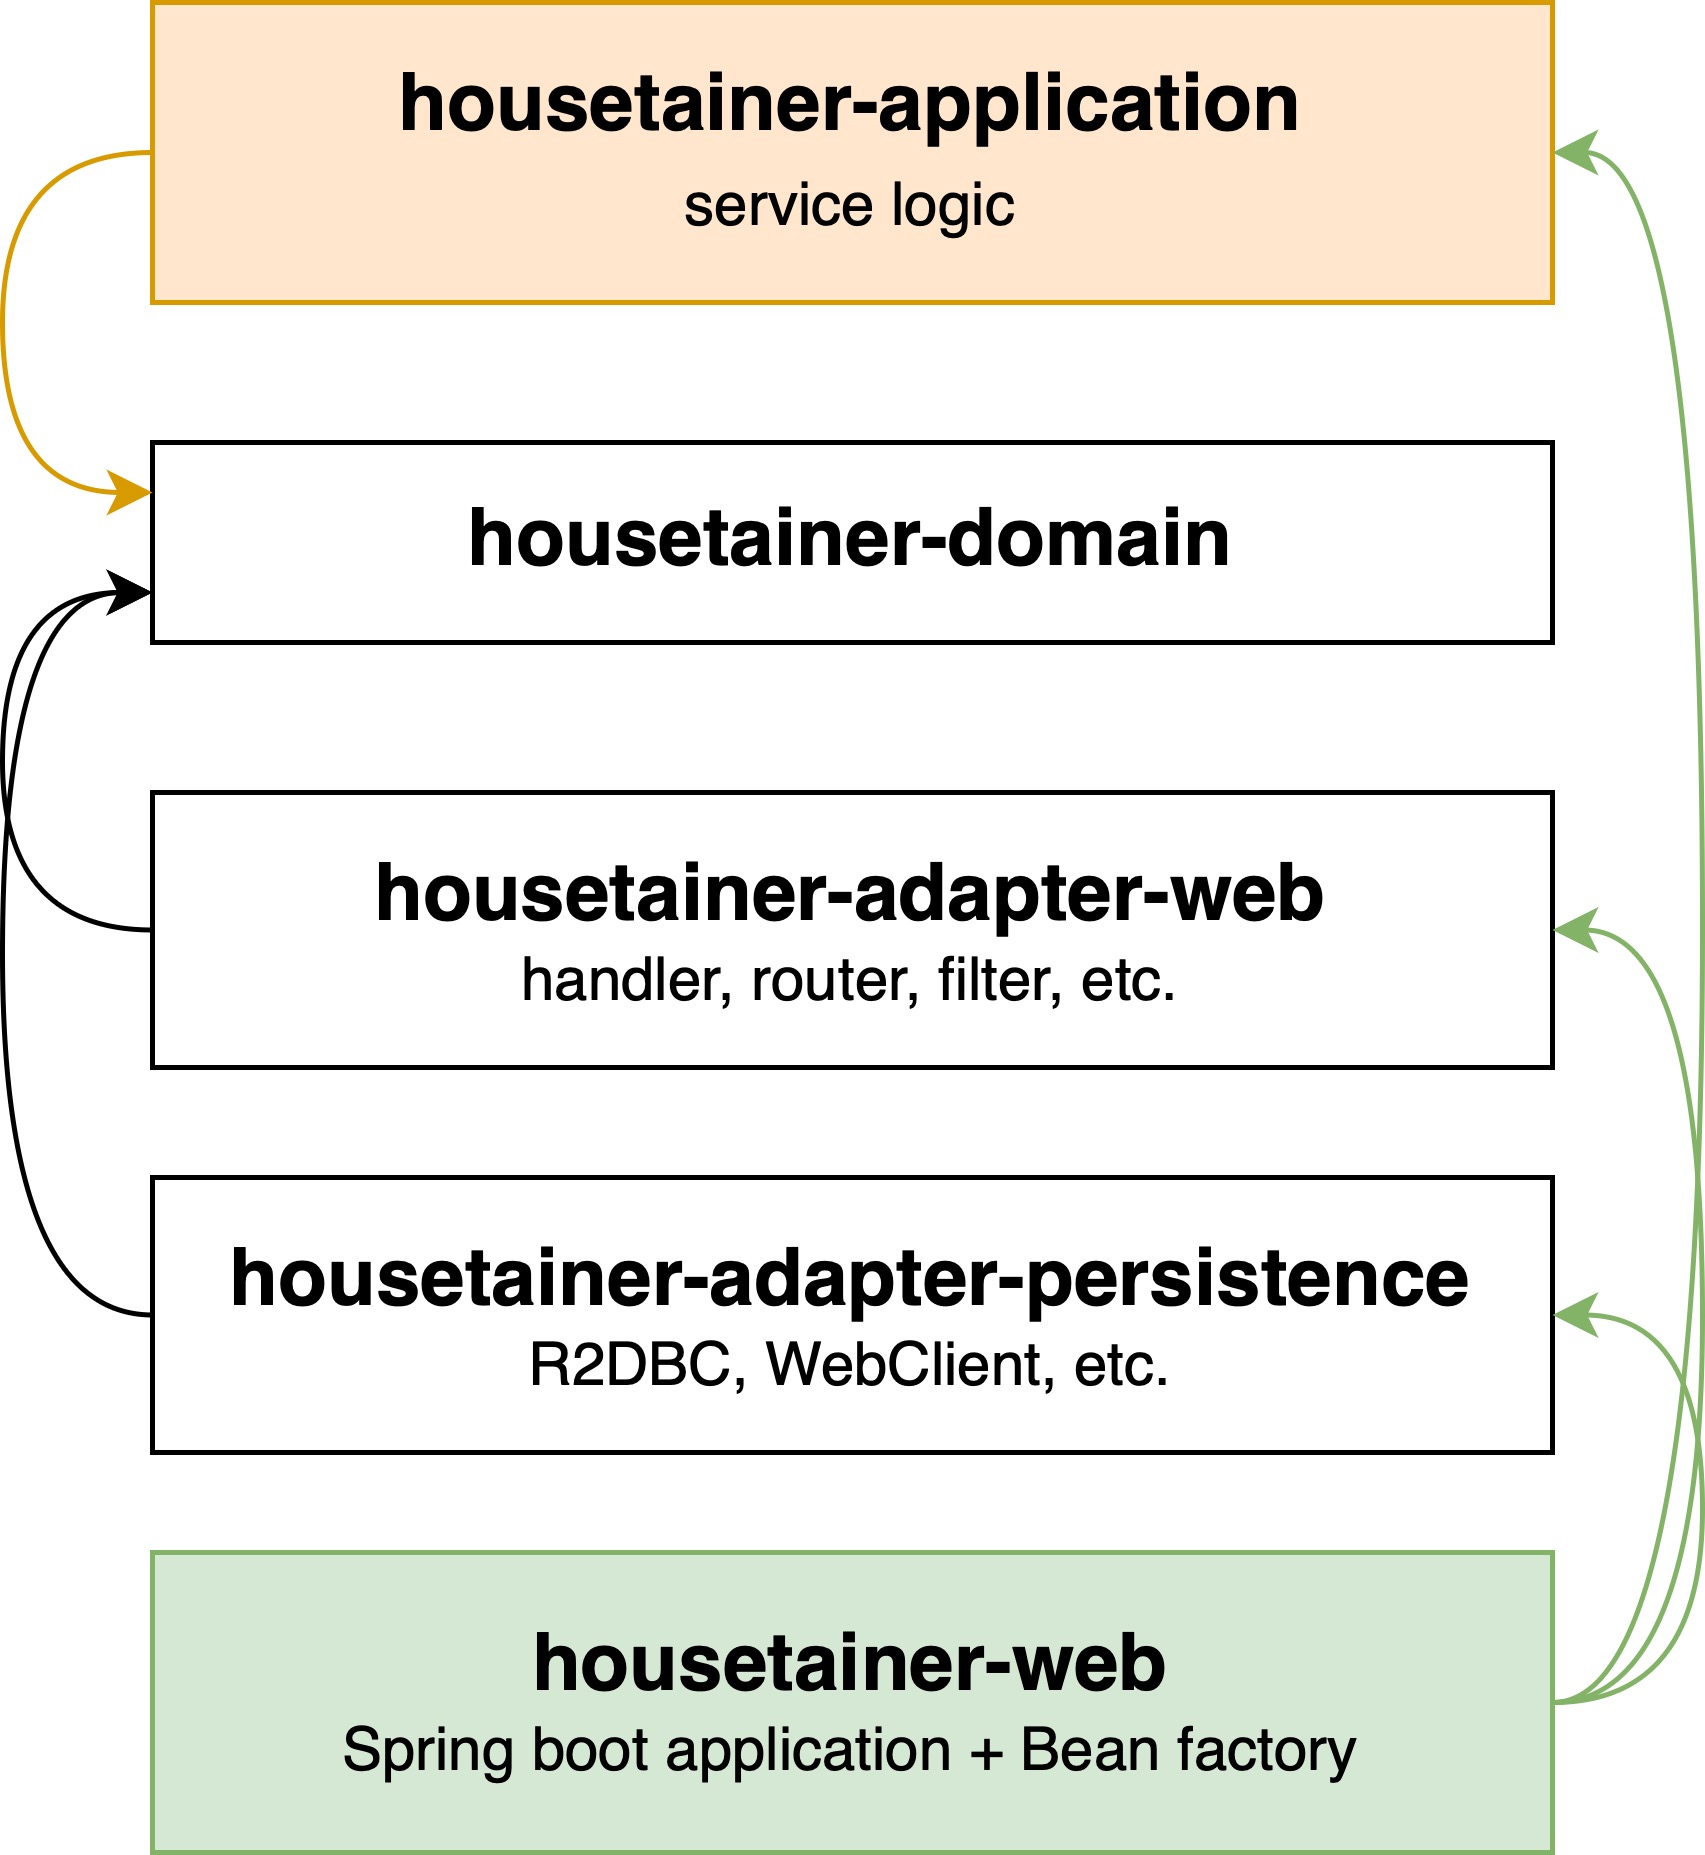 housetainer-application
service logic
housetainer-domain
housetainer-adapter-web
handler, router, filter, etc.
housetainer-adapter-persistence
R2DBC, WebClient, etc.
housetainer-web
Spring boot application + Bean factory